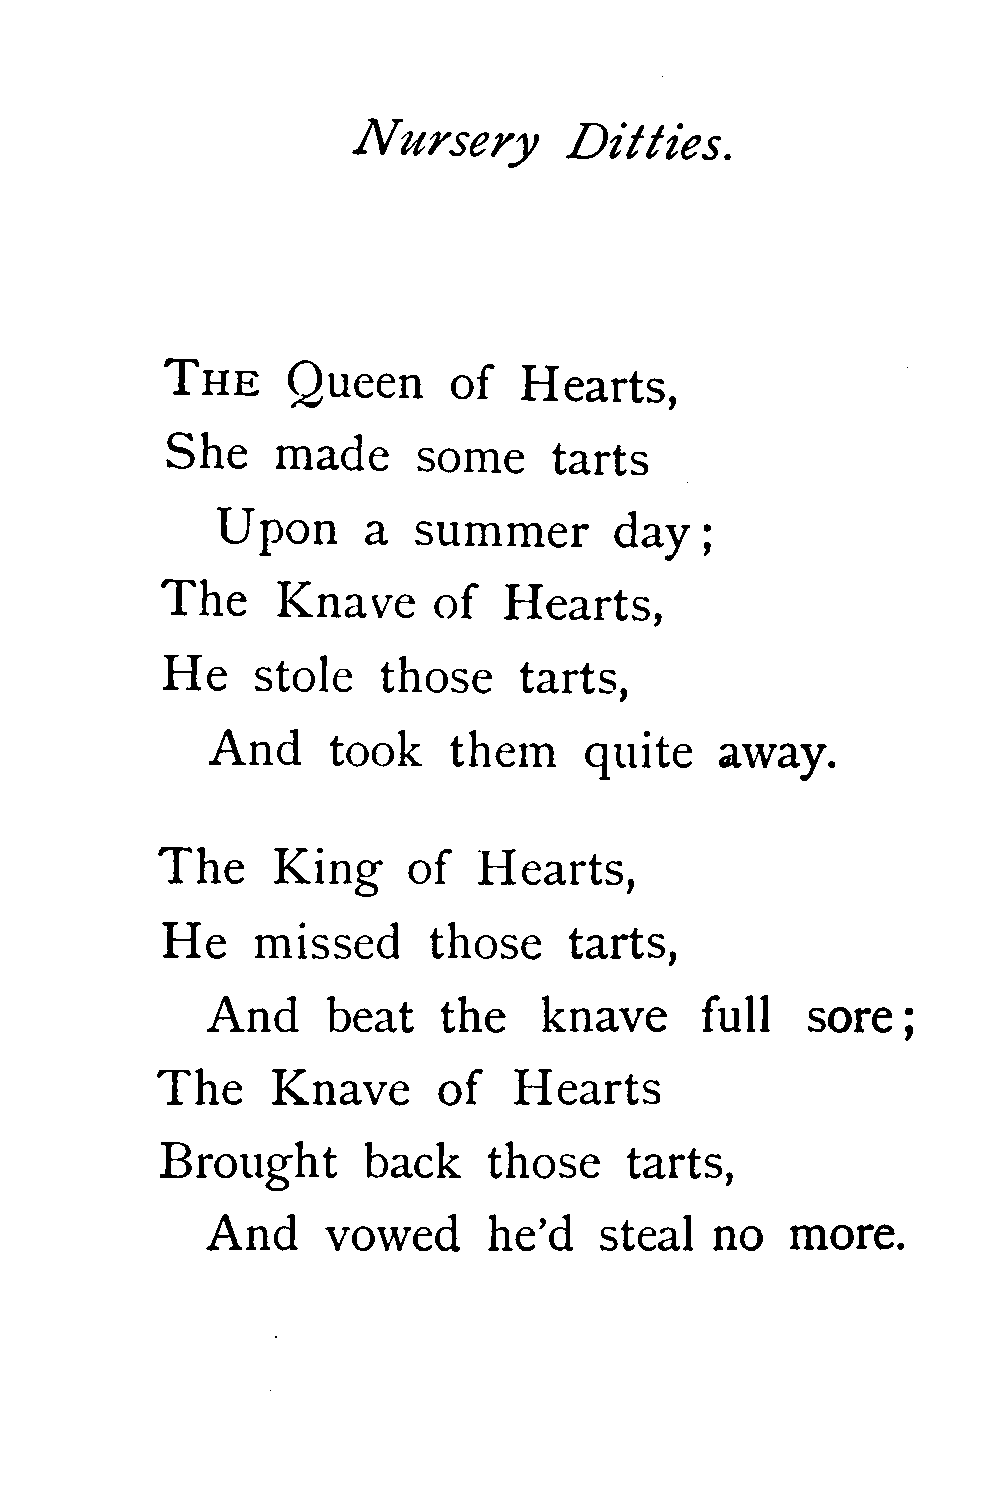 Nursery Ditties.
THE Queen of Hearts,
She made some tarts
Upon a summer day;
The Knave of Hearts,
He stole those tarts,
And took them quite away.
The King of Hearts,
He missed those tarts,
And beat the knave full sore;
The Knave of Hearts
Brought back those tarts,
And vowed he'd steal no more.